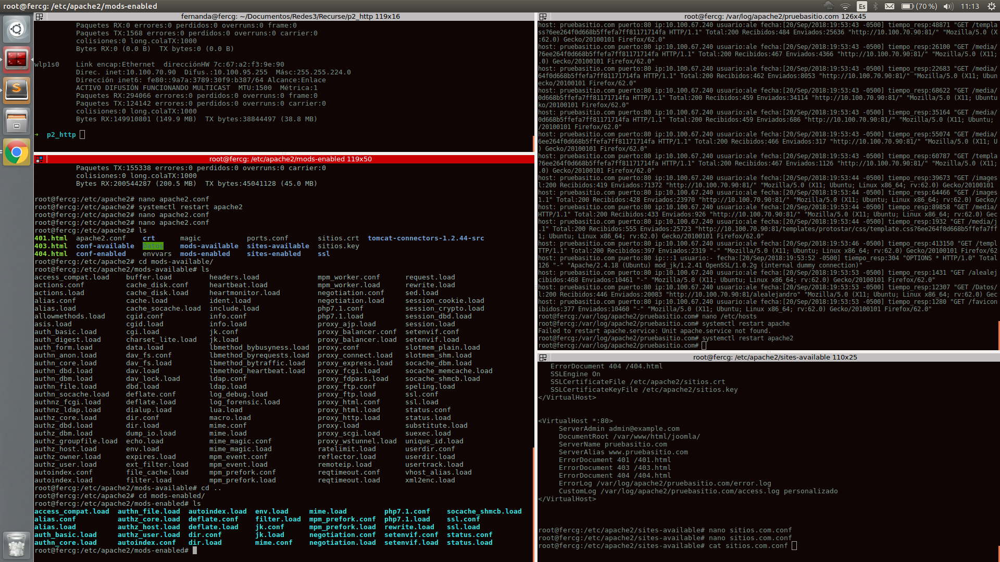 root@fercg: /etc/apache2/mods-enabled
Es
(70 %)
11:13
fernanda@fercg: ~/Documentos/Redes3/Recurse/p2_http 119x16
Paquetes RX:0 errores:0 perdidos:0 overruns:0 frame:0
Paquetes TX:1568 errores:0 perdidos:0 overruns:0 carrier:0
colisiones:0 long.colaTX:1000
Bytes RX:0 (0.0 B)  TX bytes:0 (0.0 B)
wlp1s0    Link encap:Ethernet  direcciónHW 7c:67:a2:f3:9e:90
Direc. inet:10.100.70.90  Difus.:10.100.95.255  Másc:255.255.224.0
Dirección inet6: fe80::9a7a:3789:30f9:b387/64 Alcance:Enlace
ACTIVO DIFUSIÓN FUNCIONANDO MULTICAST  MTU:1500  Métrica:1
Paquetes RX:294066 errores:0 perdidos:0 overruns:0 frame:0
Paquetes TX:124142 errores:0 perdidos:0 overruns:0 carrier:0
colisiones:0 long.colaTX:1000
Bytes RX:149910801 (149.9 MB)  TX bytes:38844497 (38.8 MB)
→  p2_http
root@fercg: /etc/apache2/mods-enabled 119x50
Paquetes TX:155338 errores:0 perdidos:0 overruns:0 carrier:0
colisiones:0 long.colaTX:1000
Bytes RX:200544287 (200.5 MB)  TX bytes:45041128 (45.0 MB)
root@fercg:/etc/apache2# nano apache2.conf
root@fercg:/etc/apache2# systemctl restart apache2
root@fercg:/etc/apache2# nano apache2.conf
root@fercg:/etc/apache2# nano apache2.conf
root@fercg:/etc/apache2# ls
401.html  apache2.conf    crt      magic           ports.conf       sitios.crt  tomcat-connectors-1.2.44-src
403.html  conf-available  Datos    mods-available  sites-available  sitios.key
404.html  conf-enabled    envvars  mods-enabled    sites-enabled    ssl
root@fercg:/etc/apache2# cd mods-available/
root@fercg:/etc/apache2/mods-available# ls
access_compat.load    buffer.load         headers.load              mpm_worker.conf      request.load
actions.conf          cache_disk.conf     heartbeat.load            mpm_worker.load      rewrite.load
actions.load          cache_disk.load     heartmonitor.load         negotiation.conf     sed.load
alias.conf            cache.load          ident.load                negotiation.load     session_cookie.load
alias.load            cache_socache.load  include.load              php7.1.conf          session_crypto.load
allowmethods.load     cgid.conf           info.conf                 php7.1.load          session_dbd.load
asis.load             cgid.load           info.load                 proxy_ajp.load       session.load
auth_basic.load       cgi.load            jk.conf                   proxy_balancer.conf  setenvif.conf
auth_digest.load      charset_lite.load   jk.load                   proxy_balancer.load  setenvif.load
auth_form.load        data.load           lbmethod_bybusyness.load  proxy.conf           slotmem_plain.load
authn_anon.load       dav_fs.conf         lbmethod_byrequests.load  proxy_connect.load   slotmem_shm.load
authn_core.load       dav_fs.load         lbmethod_bytraffic.load   proxy_express.load   socache_dbm.load
authn_dbd.load        dav.load            lbmethod_heartbeat.load   proxy_fcgi.load      socache_memcache.load
authn_dbm.load        dav_lock.load       ldap.conf                 proxy_fdpass.load    socache_shmcb.load
authn_file.load       dbd.load            ldap.load                 proxy_ftp.conf       speling.load
authn_socache.load    deflate.conf        log_debug.load            proxy_ftp.load       ssl.conf
authnz_fcgi.load      deflate.load        log_forensic.load         proxy_html.conf      ssl.load
authnz_ldap.load      dialup.load         lua.load                  proxy_html.load      status.conf
authz_core.load       dir.conf            macro.load                proxy_http.load      status.load
authz_dbd.load        dir.load            mime.conf                 proxy.load           substitute.load
authz_dbm.load        dump_io.load        mime.load                 proxy_scgi.load      suexec.load
authz_groupfile.load  echo.load           mime_magic.conf           proxy_wstunnel.load  unique_id.load
authz_host.load       env.load            mime_magic.load           ratelimit.load       userdir.conf
authz_owner.load      expires.load        mpm_event.conf            reflector.load       userdir.load
authz_user.load       ext_filter.load     mpm_event.load            remoteip.load        usertrack.load
autoindex.conf        file_cache.load     mpm_prefork.conf          reqtimeout.conf      vhost_alias.load
autoindex.load        filter.load         mpm_prefork.load          reqtimeout.load      xml2enc.load
root@fercg:/etc/apache2/mods-available# cd ..
root@fercg:/etc/apache2# cd mods-enabled/
root@fercg:/etc/apache2/mods-enabled# ls
access_compat.load  authn_file.load  autoindex.load  env.load     mime.load         php7.1.conf    socache_shmcb.load
alias.conf          authz_core.load  deflate.conf    filter.load  mpm_prefork.conf  php7.1.load    ssl.conf
alias.load          authz_host.load  deflate.load    jk.conf      mpm_prefork.load  rewrite.load   ssl.load
auth_basic.load     authz_user.load  dir.conf        jk.load      negotiation.conf  setenvif.conf  status.conf
authn_core.load     autoindex.conf   dir.load        mime.conf    negotiation.load  setenvif.load  status.load
root@fercg:/etc/apache2/mods-enabled#
root@fercg: /var/log/apache2/pruebasitio.com 126x45
host: pruebasitio.com puerto:80 ip:10.100.67.240 usuario:ale fecha:[20/Sep/2018:19:53:43 -0500] tiempo_resp:48871 "GET /templa
ss?6ee264f0d668b5ffefa7ff81171714fa HTTP/1.1" Total:200 Recibidos:484 Enviados:25636 "http://10.100.70.90:81/" "Mozilla/5.0 (X
:62.0) Gecko/20100101 Firefox/62.0"
host: pruebasitio.com puerto:80 ip:10.100.67.240 usuario:ale fecha:[20/Sep/2018:19:53:43 -0500] tiempo_resp:26100 "GET /media/
?6ee264f0d668b5ffefa7ff81171714fa HTTP/1.1" Total:200 Recibidos:467 Enviados:4366 "http://10.100.70.90:81/" "Mozilla/5.0 (X11;
.0) Gecko/20100101 Firefox/62.0"
host: pruebasitio.com puerto:80 ip:10.100.67.240 usuario:ale fecha:[20/Sep/2018:19:53:43 -0500] tiempo_resp:22683 "GET /media/
64f0d668b5ffefa7ff81171714fa HTTP/1.1" Total:200 Recibidos:462 Enviados:8053 "http://10.100.70.90:81/" "Mozilla/5.0 (X11; Ubun
ecko/20100101 Firefox/62.0"
host: pruebasitio.com puerto:80 ip:10.100.67.240 usuario:ale fecha:[20/Sep/2018:19:53:43 -0500] tiempo_resp:68622 "GET /media/
0d668b5ffefa7ff81171714fa HTTP/1.1" Total:200 Recibidos:459 Enviados:34114 "http://10.100.70.90:81/" "Mozilla/5.0 (X11; Ubuntu
ko/20100101 Firefox/62.0"
host: pruebasitio.com puerto:80 ip:10.100.67.240 usuario:ale fecha:[20/Sep/2018:19:53:43 -0500] tiempo_resp:35164 "GET /media/
0d668b5ffefa7ff81171714fa HTTP/1.1" Total:200 Recibidos:459 Enviados:686 "http://10.100.70.90:81/" "Mozilla/5.0 (X11; Ubuntu;
/20100101 Firefox/62.0"
host: pruebasitio.com puerto:80 ip:10.100.67.240 usuario:ale fecha:[20/Sep/2018:19:53:43 -0500] tiempo_resp:55074 "GET /media/
6ee264f0d668b5ffefa7ff81171714fa HTTP/1.1" Total:200 Recibidos:466 Enviados:317 "http://10.100.70.90:81/" "Mozilla/5.0 (X11; U
) Gecko/20100101 Firefox/62.0"
host: pruebasitio.com puerto:80 ip:10.100.67.240 usuario:ale fecha:[20/Sep/2018:19:53:43 -0500] tiempo_resp:60787 "GET /templa
?6ee264f0d668b5ffefa7ff81171714fa HTTP/1.1" Total:200 Recibidos:467 Enviados:1126 "http://10.100.70.90:81/" "Mozilla/5.0 (X11;
.0) Gecko/20100101 Firefox/62.0"
host: pruebasitio.com puerto:80 ip:10.100.67.240 usuario:ale fecha:[20/Sep/2018:19:53:44 -0500] tiempo_resp:39673 "GET /images
l:200 Recibidos:419 Enviados:71372 "http://10.100.70.90:81/" "Mozilla/5.0 (X11; Ubuntu; Linux x86_64; rv:62.0) Gecko/20100101
host: pruebasitio.com puerto:80 ip:10.100.67.240 usuario:ale fecha:[20/Sep/2018:19:53:44 -0500] tiempo_resp:64466 "GET /images
1.1" Total:200 Recibidos:428 Enviados:23970 "http://10.100.70.90:81/" "Mozilla/5.0 (X11; Ubuntu; Linux x86_64; rv:62.0) Gecko/
host: pruebasitio.com puerto:80 ip:10.100.67.240 usuario:ale fecha:[20/Sep/2018:19:53:44 -0500] tiempo_resp:89858 "GET /media/
HTTP/1.1" Total:200 Recibidos:433 Enviados:926 "http://10.100.70.90:81/" "Mozilla/5.0 (X11; Ubuntu; Linux x86_64; rv:62.0) Gec
host: pruebasitio.com puerto:80 ip:10.100.67.240 usuario:ale fecha:[20/Sep/2018:19:53:44 -0500] tiempo_resp:1932 "GET /media/j
.1" Total:200 Recibidos:555 Enviados:25723 "http://10.100.70.90:81/templates/protostar/css/template.css?6ee264f0d668b5ffefa7ff
1; Ubuntu; Linux x86_64; rv:62.0) Gecko/20100101 Firefox/62.0"
host: pruebasitio.com puerto:80 ip:10.100.67.240 usuario:ale fecha:[20/Sep/2018:19:53:46 -0500] tiempo_resp:413150 "GET /templ
TTP/1.1" Total:200 Recibidos:397 Enviados:2319 "-" "Mozilla/5.0 (X11; Ubuntu; Linux x86_64; rv:62.0) Gecko/20100101 Firefox/62
host: pruebasitio.com puerto:80 ip:::1 usuario:- fecha:[20/Sep/2018:19:53:52 -0500] tiempo_resp:304 "OPTIONS * HTTP/1.0" Total
126 "-" "Apache/2.4.18 (Ubuntu) mod_jk/1.2.41 OpenSSL/1.0.2g (internal dummy connection)"
host: pruebasitio.com puerto:80 ip:10.100.67.240 usuario:ale fecha:[20/Sep/2018:19:53:53 -0500] tiempo_resp:1431 "GET /alealej
cibidos:468 Enviados:10461 "-" "Mozilla/5.0 (X11; Ubuntu; Linux x86_64; rv:62.0) Gecko/20100101 Firefox/62.0"
host: pruebasitio.com puerto:80 ip:10.100.67.240 usuario:ale fecha:[20/Sep/2018:19:53:53 -0500] tiempo_resp:12307 "GET /Datos/
l:200 Recibidos:446 Enviados:20083 "http://10.100.70.90:81/alealejandro" "Mozilla/5.0 (X11; Ubuntu; Linux x86_64; rv:62.0) Gec
host: pruebasitio.com puerto:80 ip:10.100.67.240 usuario:ale fecha:[20/Sep/2018:19:53:53 -0500] tiempo_resp:1280 "GET /favicon
ibidos:377 Enviados:10460 "-" "Mozilla/5.0 (X11; Ubuntu; Linux x86_64; rv:62.0) Gecko/20100101 Firefox/62.0"
root@fercg:/var/log/apache2/pruebasitio.com# nano /etc/hosts
root@fercg:/var/log/apache2/pruebasitio.com# systemctl restart apache
Failed to restart apache.service: Unit apache.service not found.
root@fercg:/var/log/apache2/pruebasitio.com# systemctl restart apache2
root@fercg:/var/log/apache2/pruebasitio.com#
root@fercg: /etc/apache2/sites-available 110x25
ErrorDocument 404 /404.html
SSLEngine On
SSLCertificateFile /etc/apache2/sitios.crt
SSLCertificateKeyFile /etc/apache2/sitios.key
</VirtualHost>
<VirtualHost *:80>
ServerAdmin admin@example.com
DocumentRoot /var/www/html/joomla/
ServerName pruebasitio.com
ServerAlias www.pruebasitio.com
ErrorDocument 401 /401.html
ErrorDocument 403 /403.html
ErrorDocument 404 /404.html
ErrorLog /var/log/apache2/pruebasitio.com/error.log
CustomLog /var/log/apache2/pruebasitio.com/access.log personalizado
</VirtualHost>
root@fercg:/etc/apache2/sites-available# nano sitios.com.conf
root@fercg:/etc/apache2/sites-available# nano sitios.com.conf
root@fercg:/etc/apache2/sites-available# cat sitios.com.conf